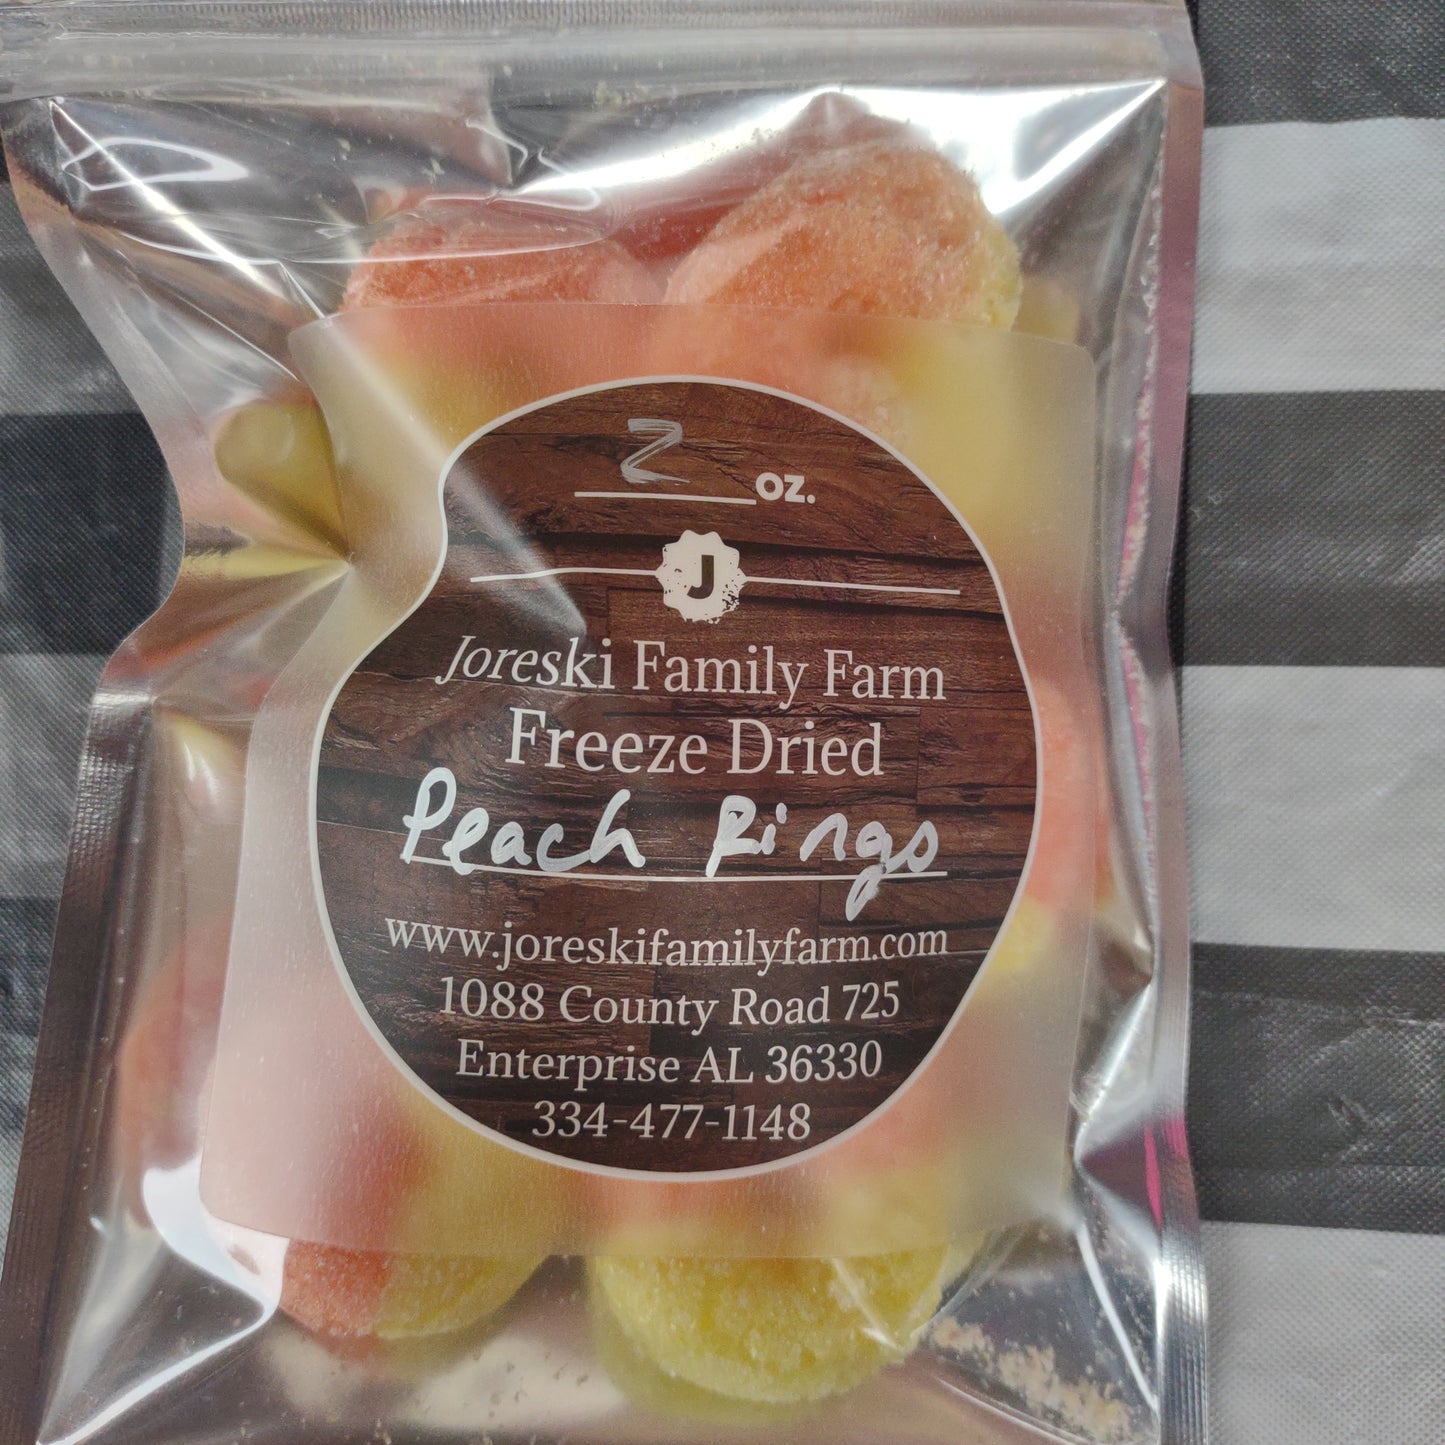 2 oz.
J
Joreski Family Farm
Freeze Dried
Peach Rings
www.joreskifamilyfarm.com
1088 County Road 725
Enterprise AL 36330
334-477-1148